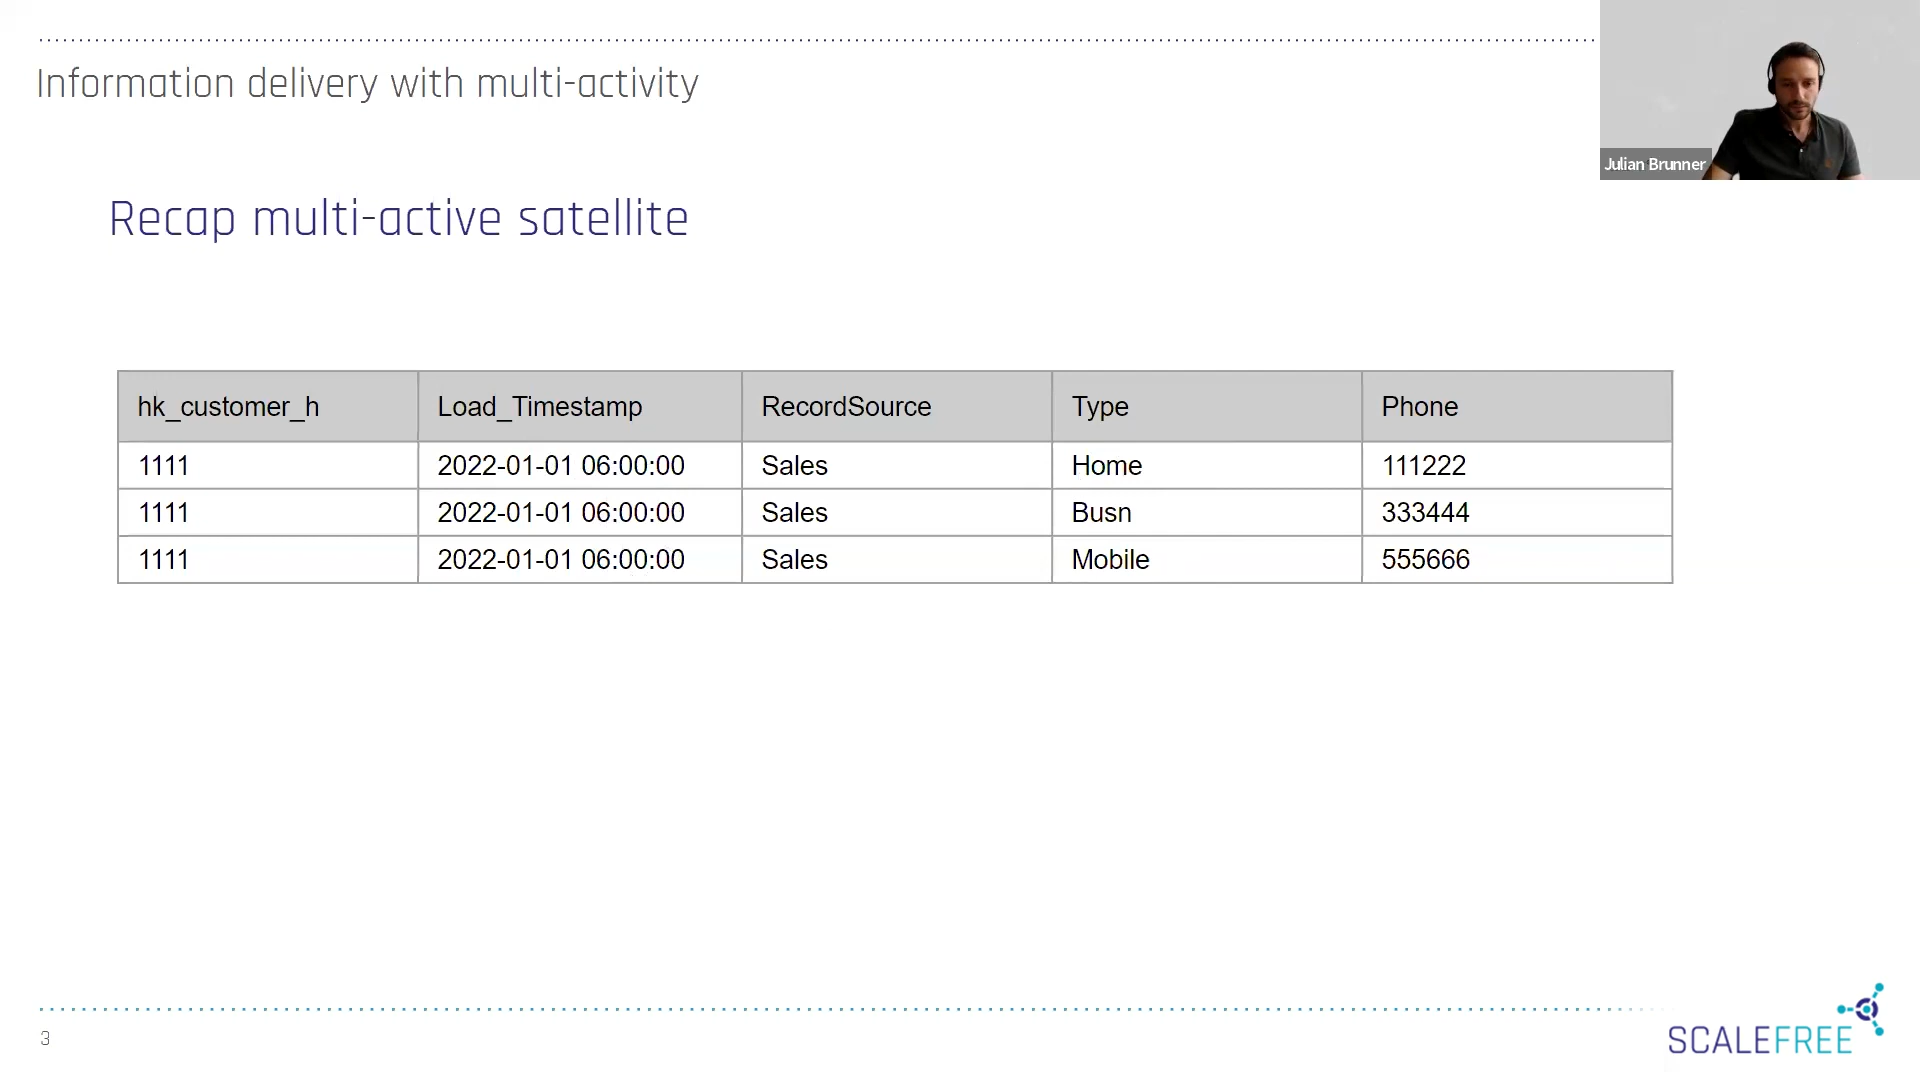 Information delivery with multi-activity
Julian Brunner
Recap multi-active satellite
hk_customer_h Load_Timestamp RecordSource Type Phone
1111 2022-01-01 06:00:00 Sales Home 111222
1111 2022-01-01 06:00:00 Sales Busn 333444
1111 2022-01-01 06:00:00 Sales Mobile 555666
3
SCALEFREE